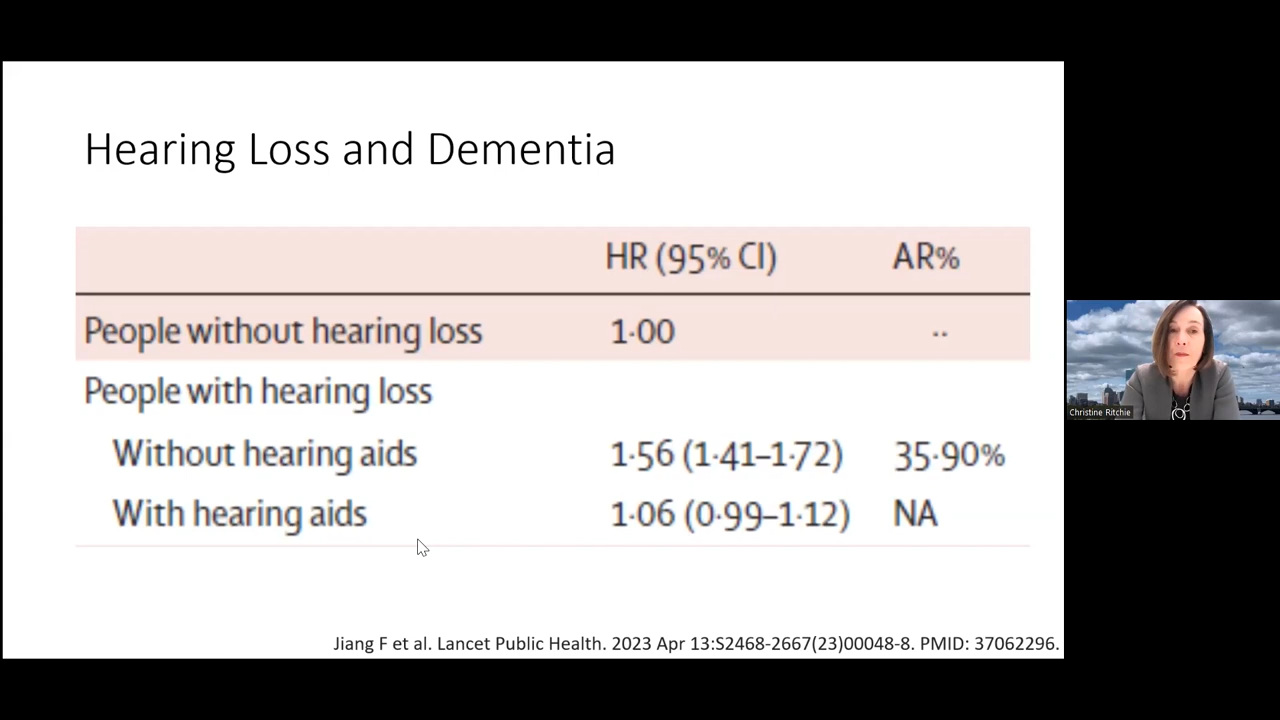 Hearing Loss and Dementia
HR (95% CI) AR%
People without hearing loss 1·00 ··
People with hearing loss
Without hearing aids 1·56 (1·41–1·72) 35·90%
With hearing aids 1·06 (0·99–1·12) NA
Jiang F et al. Lancet Public Health. 2023 Apr 13:S2468-2667(23)00048-8. PMID: 37062296.
Christine Ritchie